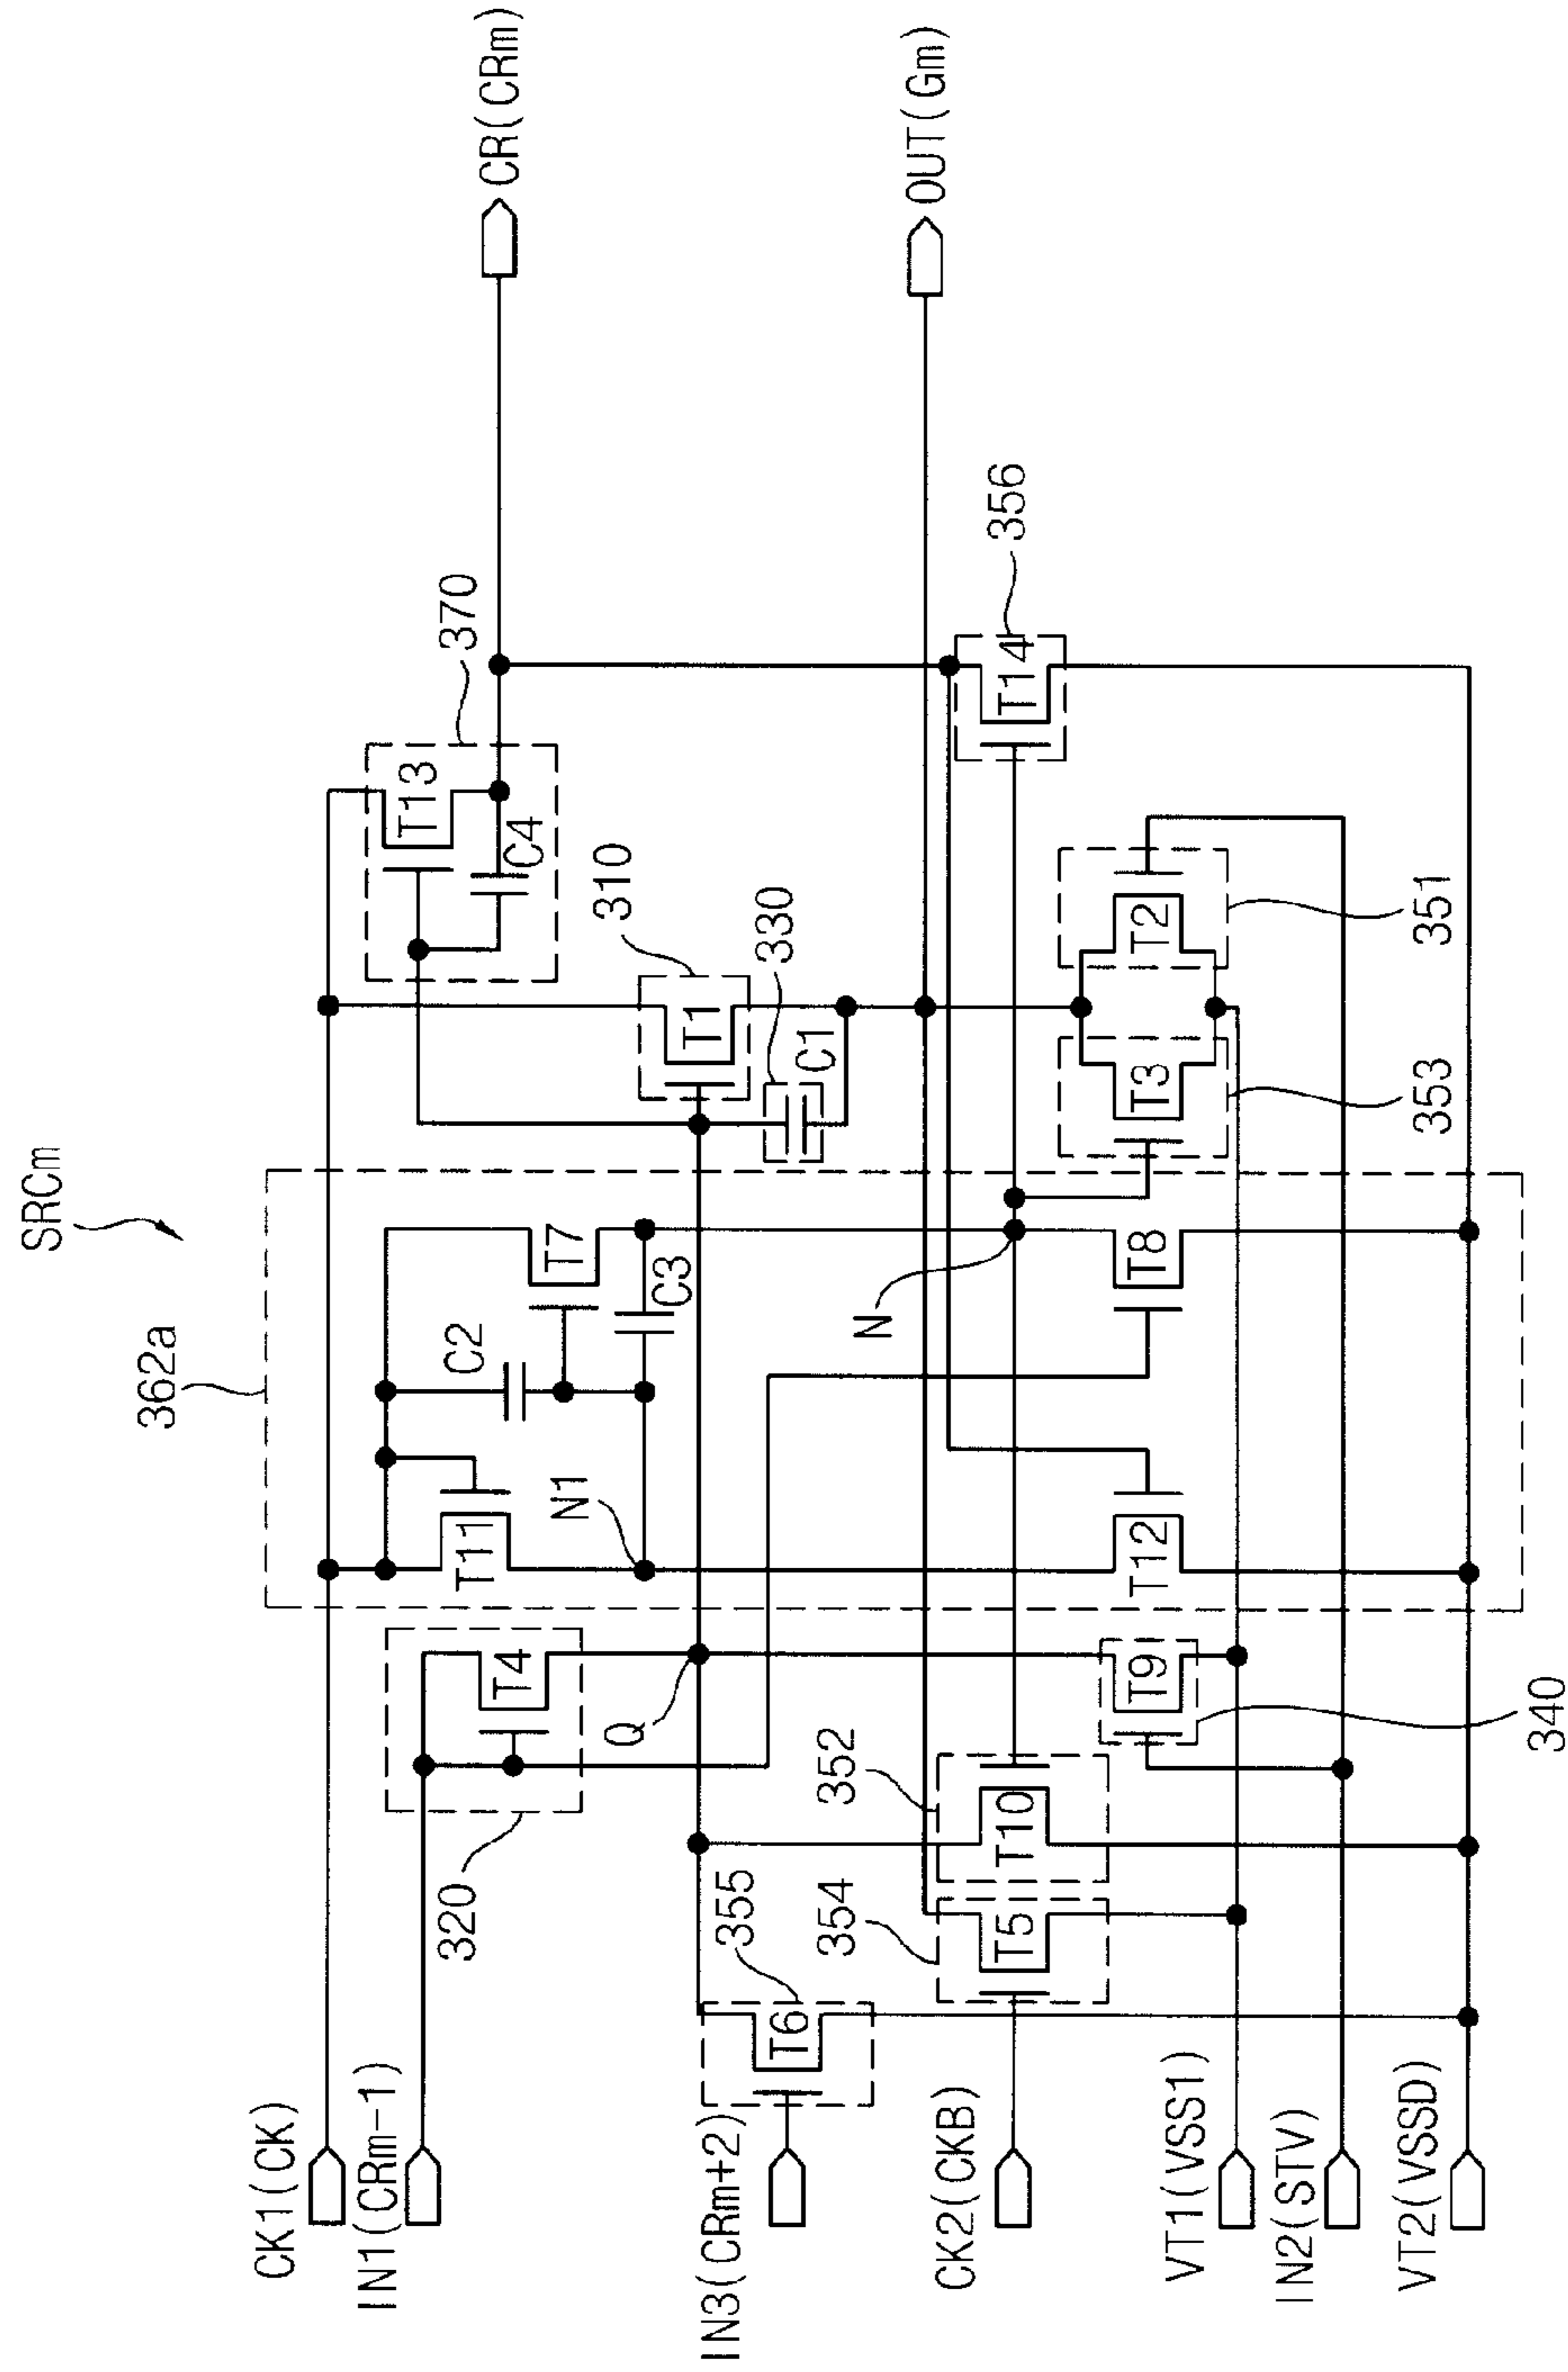 SRCm
362a
CK1(CK)
IN1(CRm-1)
IN3(CRm+2)
CK2(CKB)
VT1(VSS1)
IN2(STV)
VT2(VSSD)
CR(CRm)
OUT(Gm)
320
T4
Q
355
T6
354
T5
352
T10
340
T9
T11
N1
C2
T7
C3
N
T12
T8
370
T13
C4
310
T1
330
C1
356
T14
351
T2
353
T3